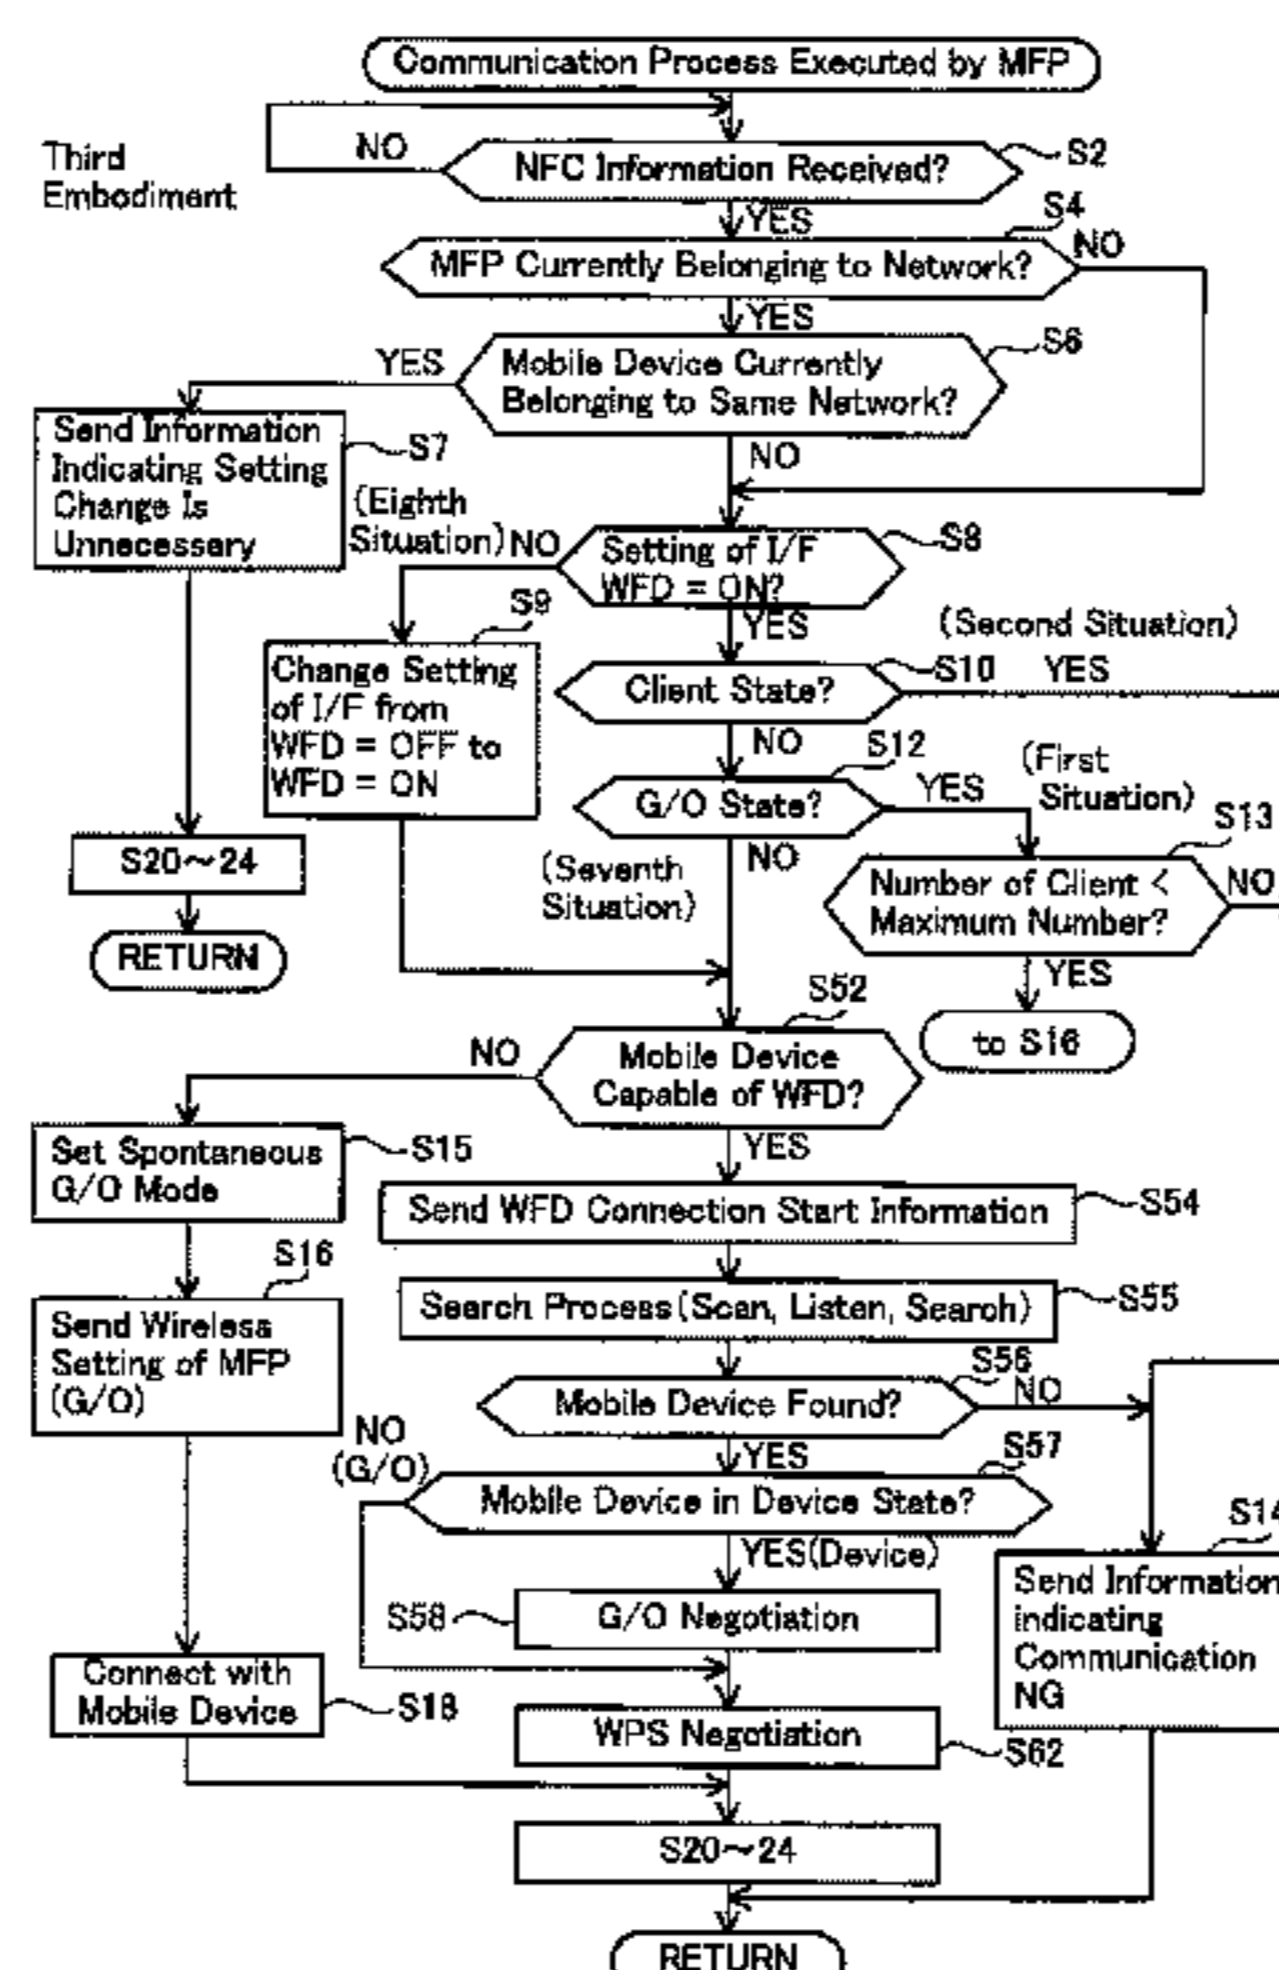 Communication Process Executed by MFP
Third
Embodiment
NO
NFC Information Received?
S2
YES
S4
MFP Currently Belonging to Network?
NO
YES
S6
YES
Mobile Device Currently
Belonging to Same Network?
Send Information
Indicating Setting
Change Is
Unnecessary
S7
NO
(Eighth
Situation)
NO
Setting of I/F
WFD = ON?
S8
S9
YES
(Second Situation)
Change Setting
of I/F from
WFD = OFF to
WFD = ON
Client State?
S10
YES
NO
S12
(First
Situation)
G/O State?
YES
S13
S20~24
NO
(Seventh
Situation)
Number of Client <
Maximum Number?
NO
RETURN
YES
S52
to S16
NO
Mobile Device
Capable of WFD?
Set Spontaneous
G/O Mode
S15
YES
Send WFD Connection Start Information
S54
S16
Send Wireless
Setting of MFP
(G/O)
Search Process(Scan, Listen, Search)
S55
S56
Mobile Device Found?
NO
NO
(G/O)
YES
S57
Mobile Device in Device State?
S14
YES(Device)
Send Information
indicating
Communication
NG
S58
G/O Negotiation
Connect with
Mobile Device
S18
WPS Negotiation
S62
S20~24
RETURN